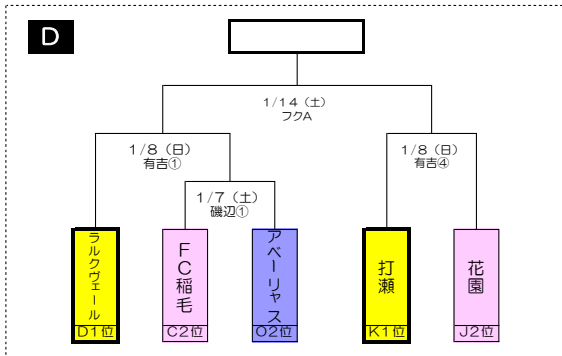 D
1/14（土）
フクA
1/8（日）
有吉①
1/8（日）
有吉④
1/7（土）
磯辺①
ラルクヴェール
FC稲毛
アベーリャス
打瀬
花園
D1位
C2位
O2位
K1位
J2位